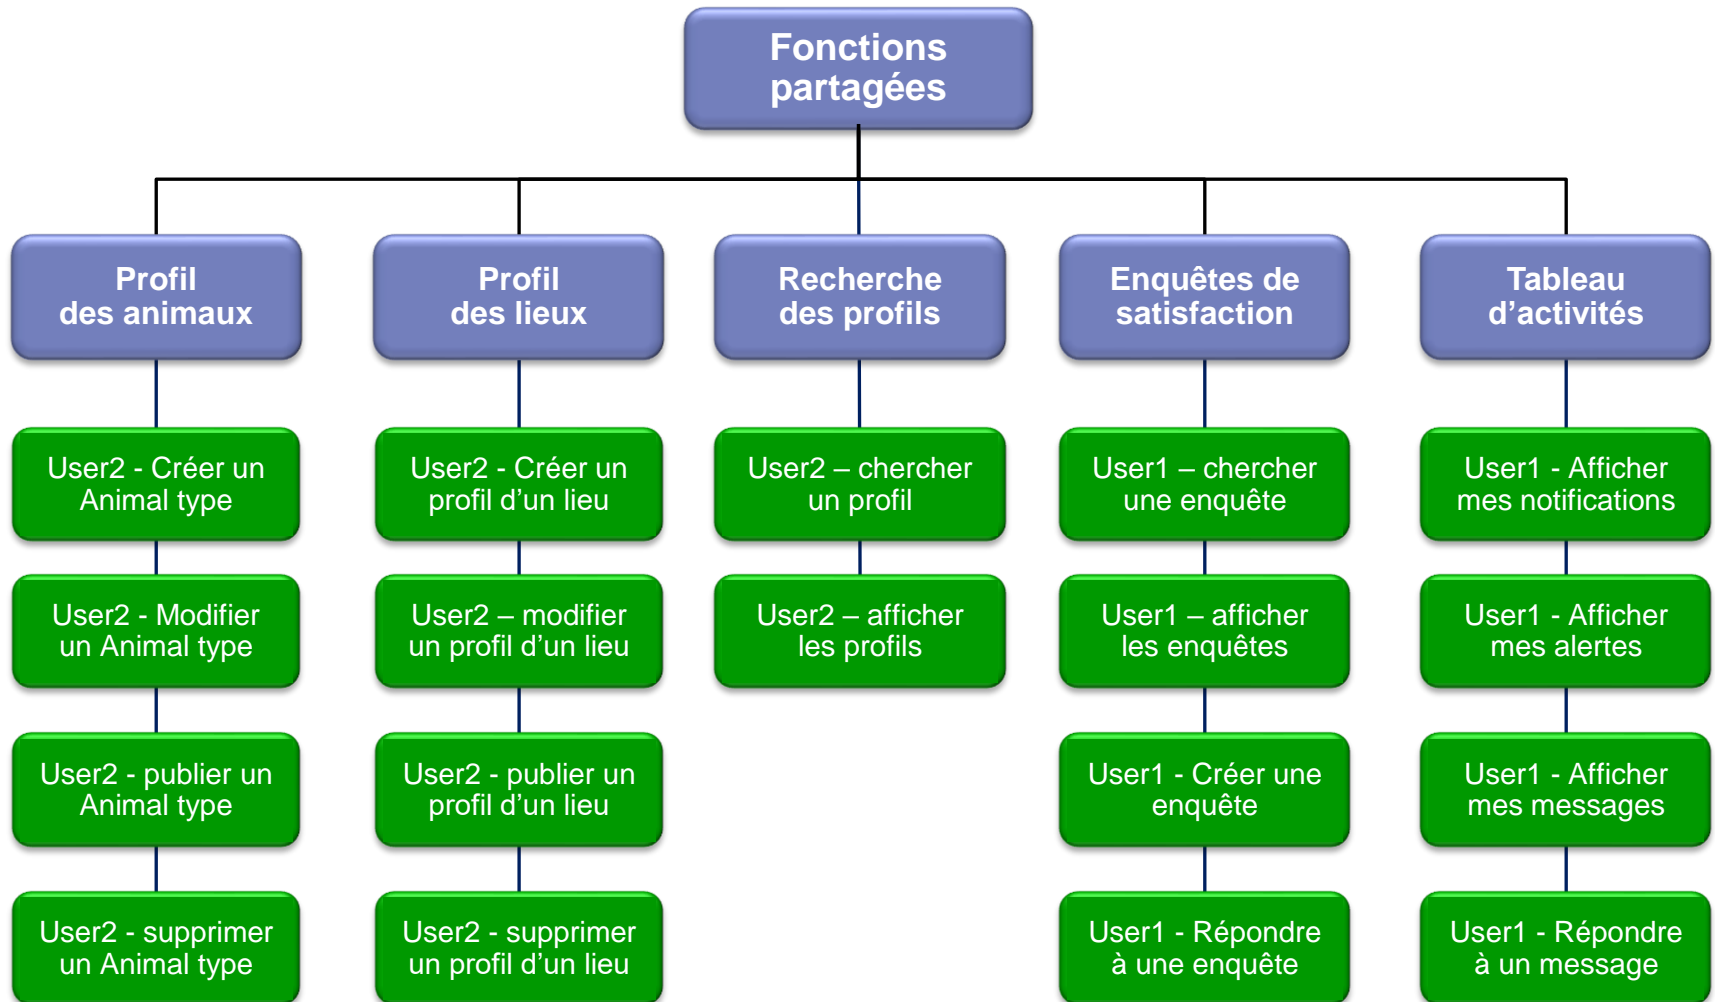 Fonctions
partagées
Profil
des animaux
Profil
des lieux
Recherche
des profils
Enquêtes de
satisfaction
Tableau
d’activités
User2 - Créer un
Animal type
User2 - Créer un
profil d’un lieu
User2 – chercher
un profil
User1 – chercher
une enquête
User1 - Afficher
mes notifications
User2 - Modifier
un Animal type
User2 – modifier
un profil d’un lieu
User2 – afficher
les profils
User1 – afficher
les enquêtes
User1 - Afficher
mes alertes
User2 - publier un
Animal type
User2 - publier un
profil d’un lieu
User1 - Créer une
enquête
User1 - Afficher
mes messages
User2 - supprimer
un Animal type
User2 - supprimer
un profil d’un lieu
User1 - Répondre
à une enquête
User1 - Répondre
à un message